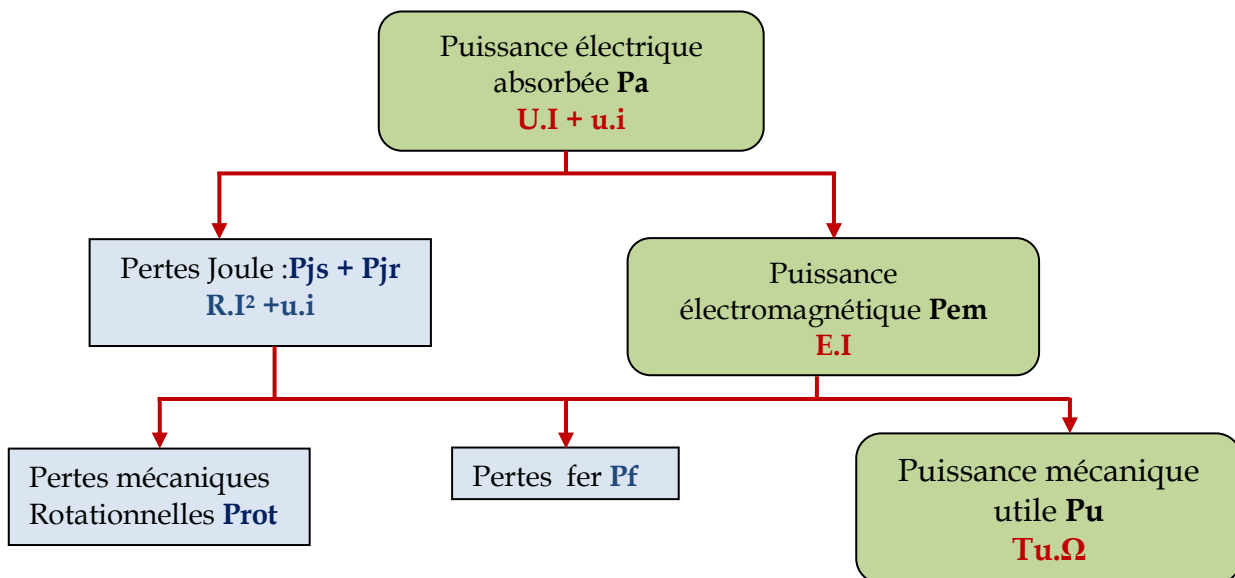 Puissance électrique
absorbée Pa
U.I + u.i
Pertes Joule :Pjs + Pjr
R.I² +u.i
Puissance
électromagnétique Pem
E.I
Pertes mécaniques
Rotationnelles Prot
Pertes fer Pf
Puissance mécanique
utile Pu
Tu.Ω